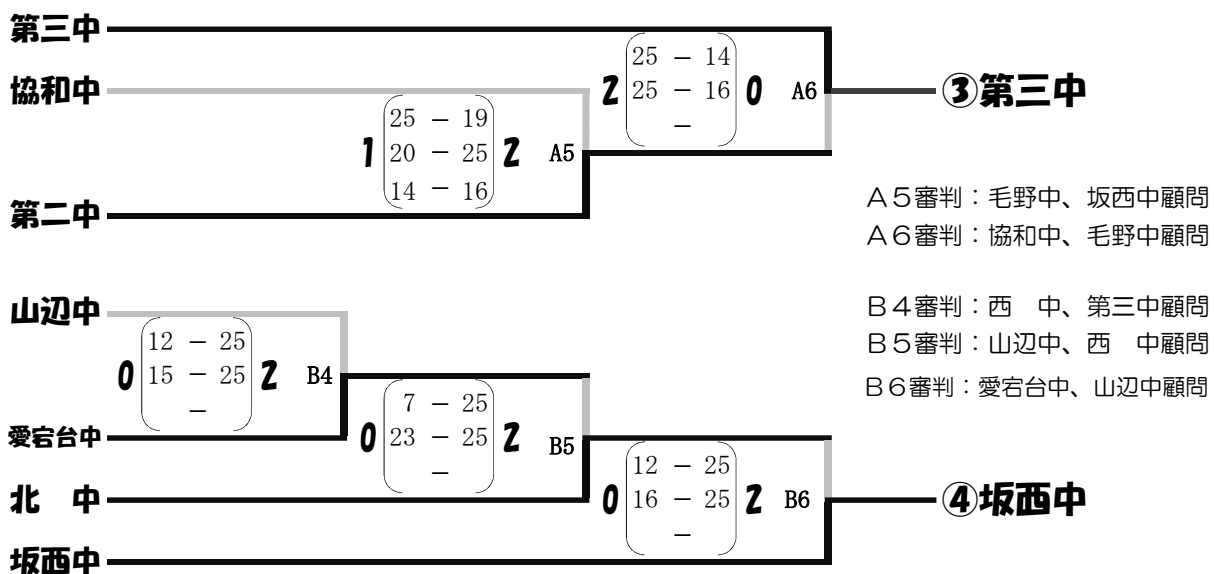 第三中
25 － 14
協和中
2 25 － 16 0 A6 ③第三中
－
25 － 19
1 20 － 25 2 A5
14 － 16
第二中
A5審判：毛野中、坂西中顧問
A6審判：協和中、毛野中顧問
山辺中
B4審判：西　中、第三中顧問
12 － 25
B5審判：山辺中、西　中顧問
0 15 － 25 2 B4
－
B6審判：愛宕台中、山辺中顧問
7 － 25
愛宕台中
0 23 － 25 2 B5
－
12 － 25
北　中
0 16 － 25 2 B6 ④坂西中
－
坂西中